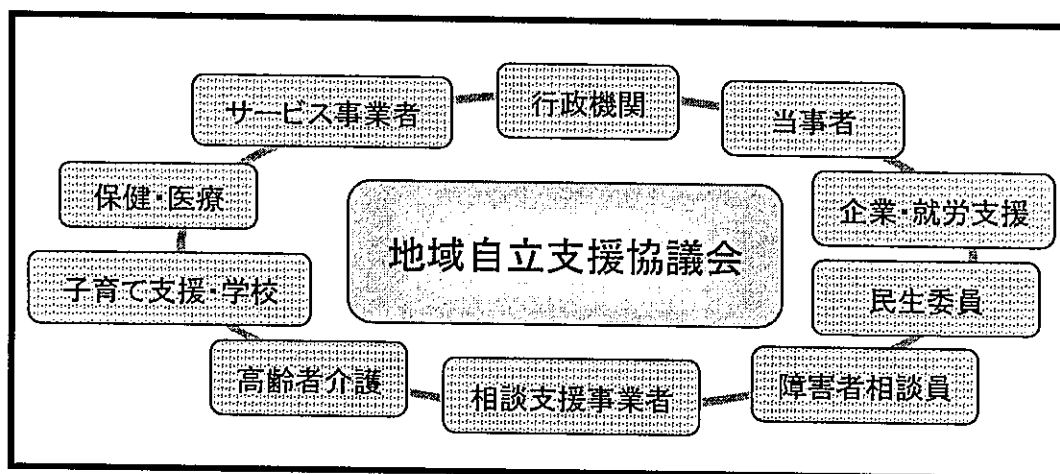 サービス事業者
行政機関
当事者
保健・医療
企業・就労支援
地域自立支援協議会
子育て支援・学校
民生委員
高齢者介護
相談支援事業者
障害者相談員